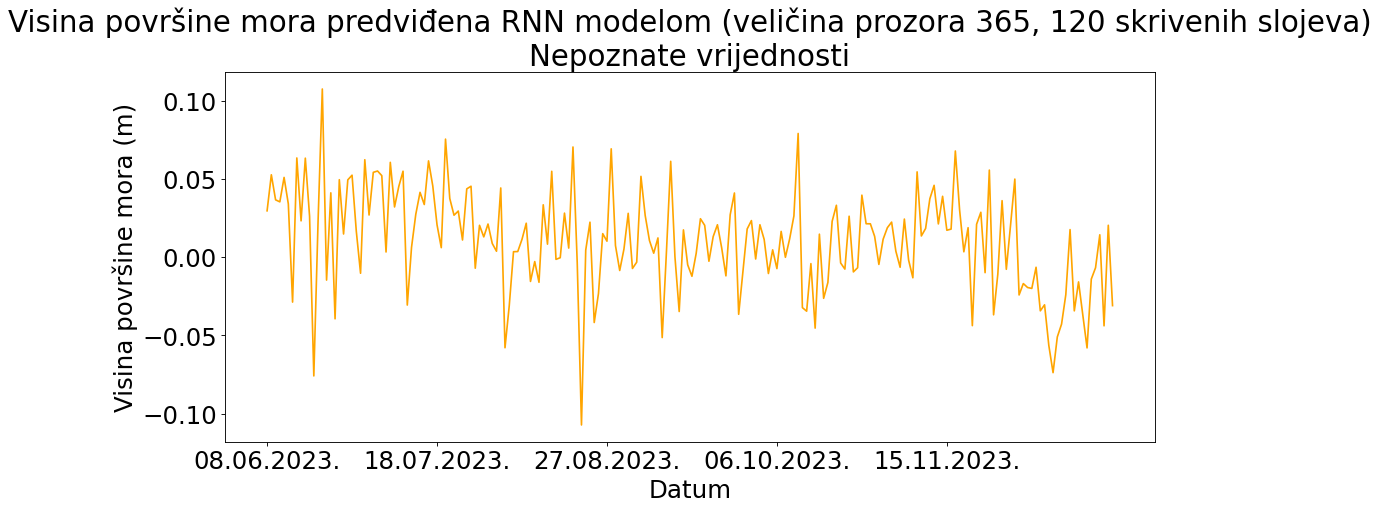 Visina površine mora predviđena RNN modelom (veličina prozora 365, 120 skrivenih slojeva)
Nepoznate vrijednosti
Visina površine mora (m)
0.10
0.05
0.00
−0.05
−0.10
08.06.2023. 18.07.2023. 27.08.2023. 06.10.2023. 15.11.2023.
Datum